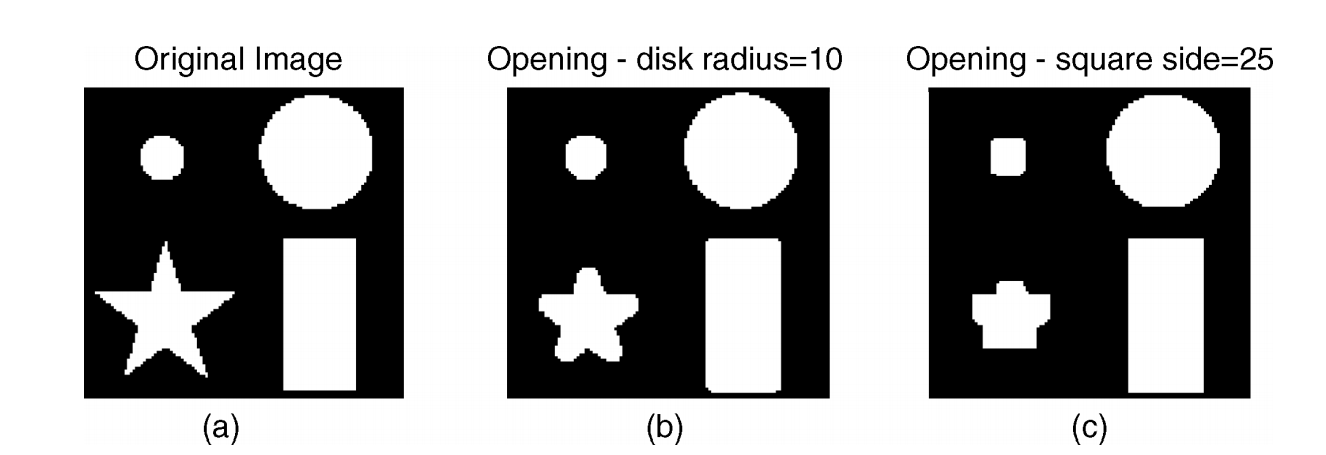 Original Image
Opening - disk radius=10
Opening - square side=25
(a)
(b)
(c)